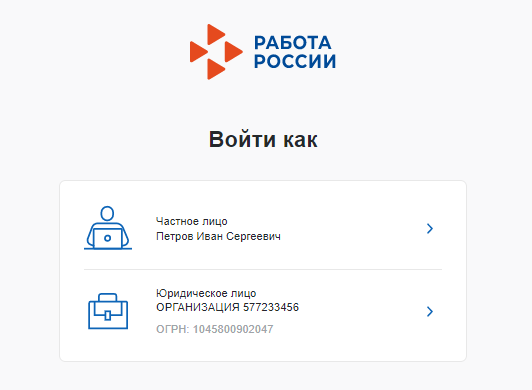 РАБОТА
РОССИИ
Войти как
Частное лицо
Петров Иван Сергеевич
Юридическое лицо
ОРГАНИЗАЦИЯ 577233456
ОГРН: 1045800902047